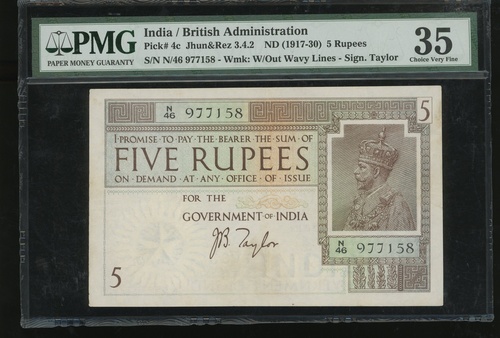 PMG
PAPER MONEY GUARANTY
India / British Administration
Pick# 4c Jhun&Rez 3.4.2 ND (1917-30) 5 Rupees
S/N N/46 977158 - Wmk: W/Out Wavy Lines - Sign. Taylor
35
Choice Very Fine
N/46 977158
5
I PROMISE TO PAY THE BEARER THE SUM OF
FIVE RUPEES
ON DEMAND AT ANY OFFICE OF ISSUE
FOR THE
GOVERNMENT OF INDIA
J.B. Taylor
N/46 977158
5